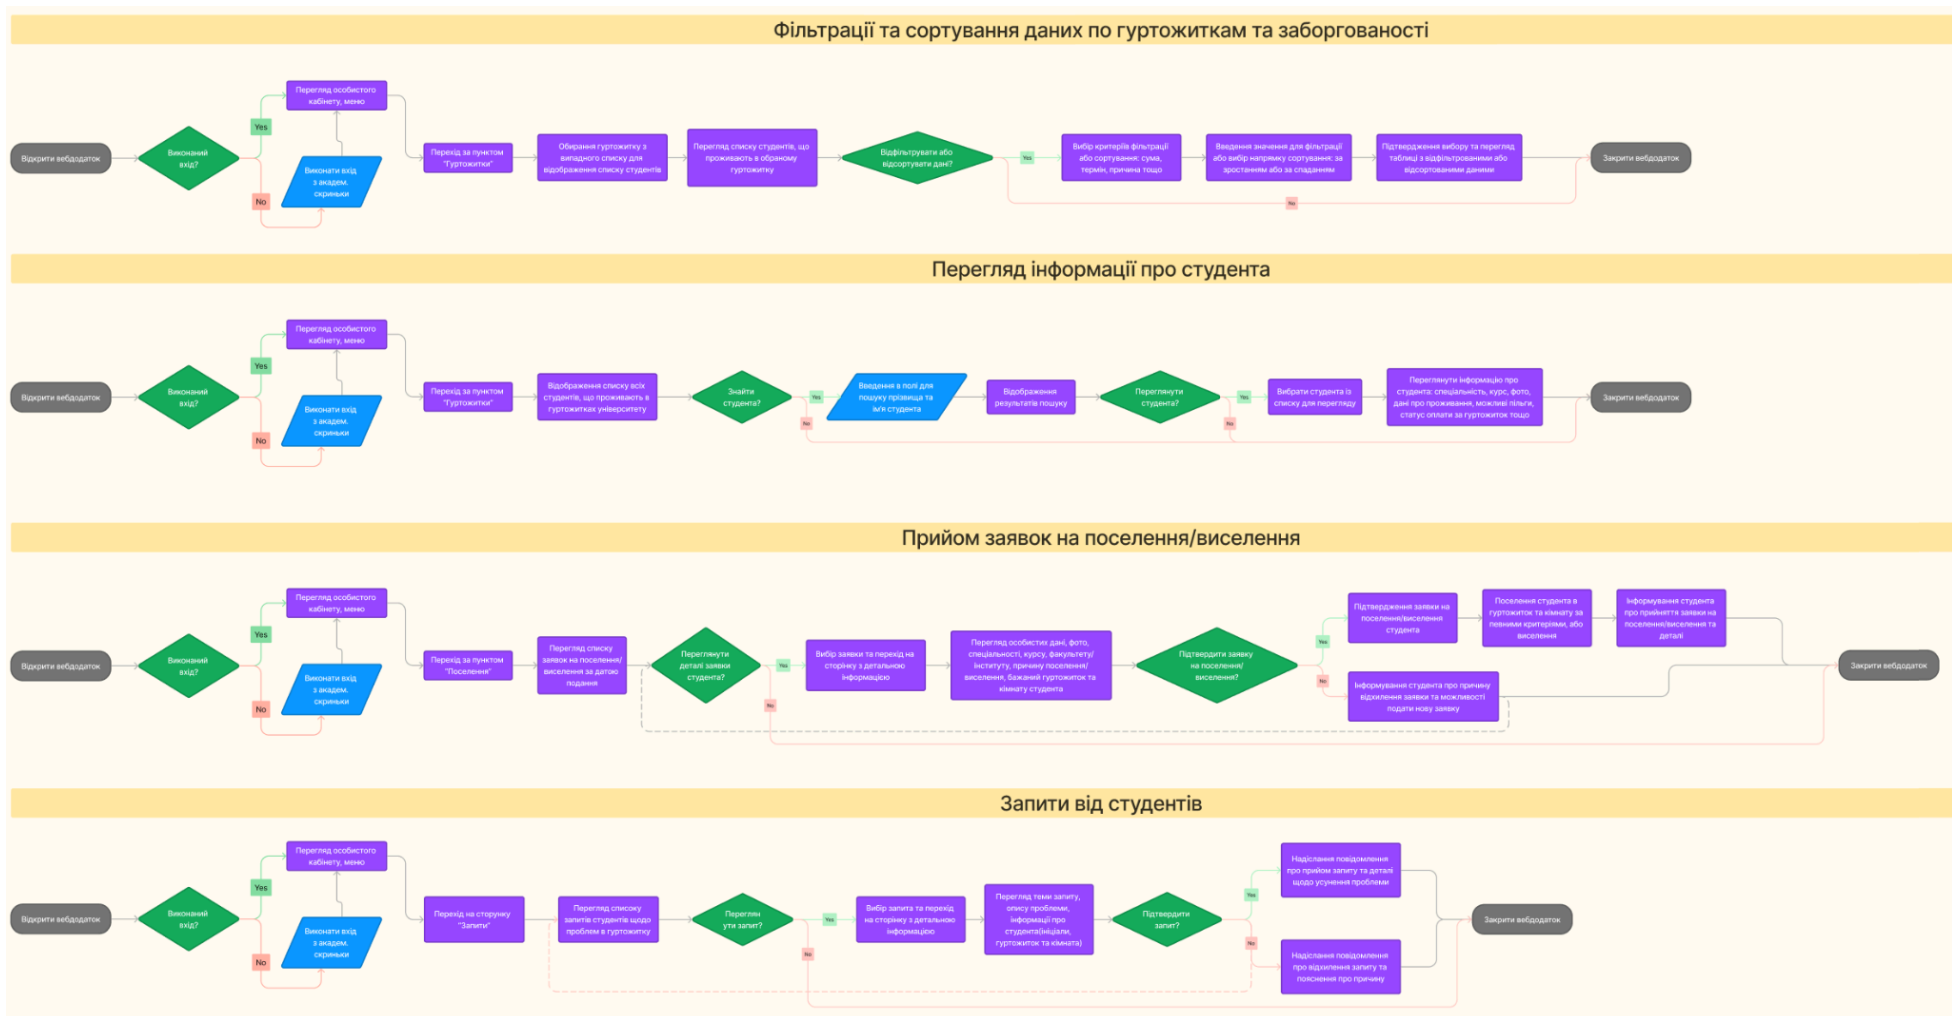 Фільтрації та сортування даних по гуртожиткам та заборгованості
Відкрити вебдодаток
Виконаний
вхід?
Yes
No
Перегляд особистого
кабінету, меню
Виконати вхід
з академ.
скриньки
Перехід за пунктом
"Гуртожитки"
Обирання гуртожитку з
випадного списку для
відображення списку студентів
Перегляд списку студентів, що
проживають в обраному
гуртожитку
Відфільтрувати або
відсортувати дані?
Yes
No
Вибір критеріїв фільтрації
або сортування: сума,
термін, причина тощо
Введення значення для фільтрації
або вибір напрямку сортування: за
зростанням або за спаданням
Підтвердження вибору та перегляд
таблиці з відфільтрованими або
відсортованими даними
Закрити вебдодаток
Перегляд інформації про студента
Відкрити вебдодаток
Виконаний
вхід?
Yes
No
Перегляд особистого
кабінету, меню
Виконати вхід
з академ.
скриньки
Перехід за пунктом
"Гуртожитки"
Відображення списку всіх
студентів, що проживають в
гуртожитках університету
Знайти
студента?
Yes
No
Введення в полі для
пошуку прізвища та
ім'я студента
Відображення
результатів пошуку
Переглянути
студента?
Yes
No
Вибрати студента із
списку для перегляду
Переглянути інформацію про
студента: спеціальність, курс, фото,
дані про проживання, можливі пільги,
статус оплати за гуртожиток тощо
Закрити вебдодаток
Прийом заявок на поселення/виселення
Відкрити вебдодаток
Виконаний
вхід?
Yes
No
Перегляд особистого
кабінету, меню
Виконати вхід
з академ.
скриньки
Перехід за пунктом
"Поселення"
Перегляд списку
заявок на поселення/
виселення за датою
подання
Переглянути
деталі заявки
студента?
Yes
No
Вибір заявки та перехід на
сторінку з детальною
інформацією
Перегляд особистих дані, фото,
спеціальності, курсу, факультету/
інституту, причину поселення/
виселення, бажаний гуртожиток та
кімнату студента
Підтвердити заявку
на поселення/
виселення?
Yes
No
Підтвердження заявки на
поселення/виселення
студента
Поселення студента в
гуртожиток та кімнату за
певними критеріями, або
виселення
Інформування студента
про прийняття заявки на
поселення/виселення та
деталі
Інформування студента про причину
відхилення заявки та можливості
подати нову заявку
Закрити вебдодаток
Запити від студентів
Відкрити вебдодаток
Виконаний
вхід?
Yes
No
Перегляд особистого
кабінету, меню
Виконати вхід
з академ.
скриньки
Перехід на сторунку
"Запити"
Перегляд списоку
запитів студентів щодо
проблем в гуртожитку
Переглян
ути запит?
Yes
No
Вибір запита та перехід
на сторінку з детальною
інформацією
Перегляд теми запиту,
опису проблеми,
інформації про
студента(ініціали,
гуртожиток та кімната)
Підтвердити
запит?
Yes
No
Надіслання повідомлення
про прийом запиту та деталі
щодо усунення проблеми
Надіслання повідомлення
про відхилення запиту та
пояснення про причину
Закрити вебдодаток